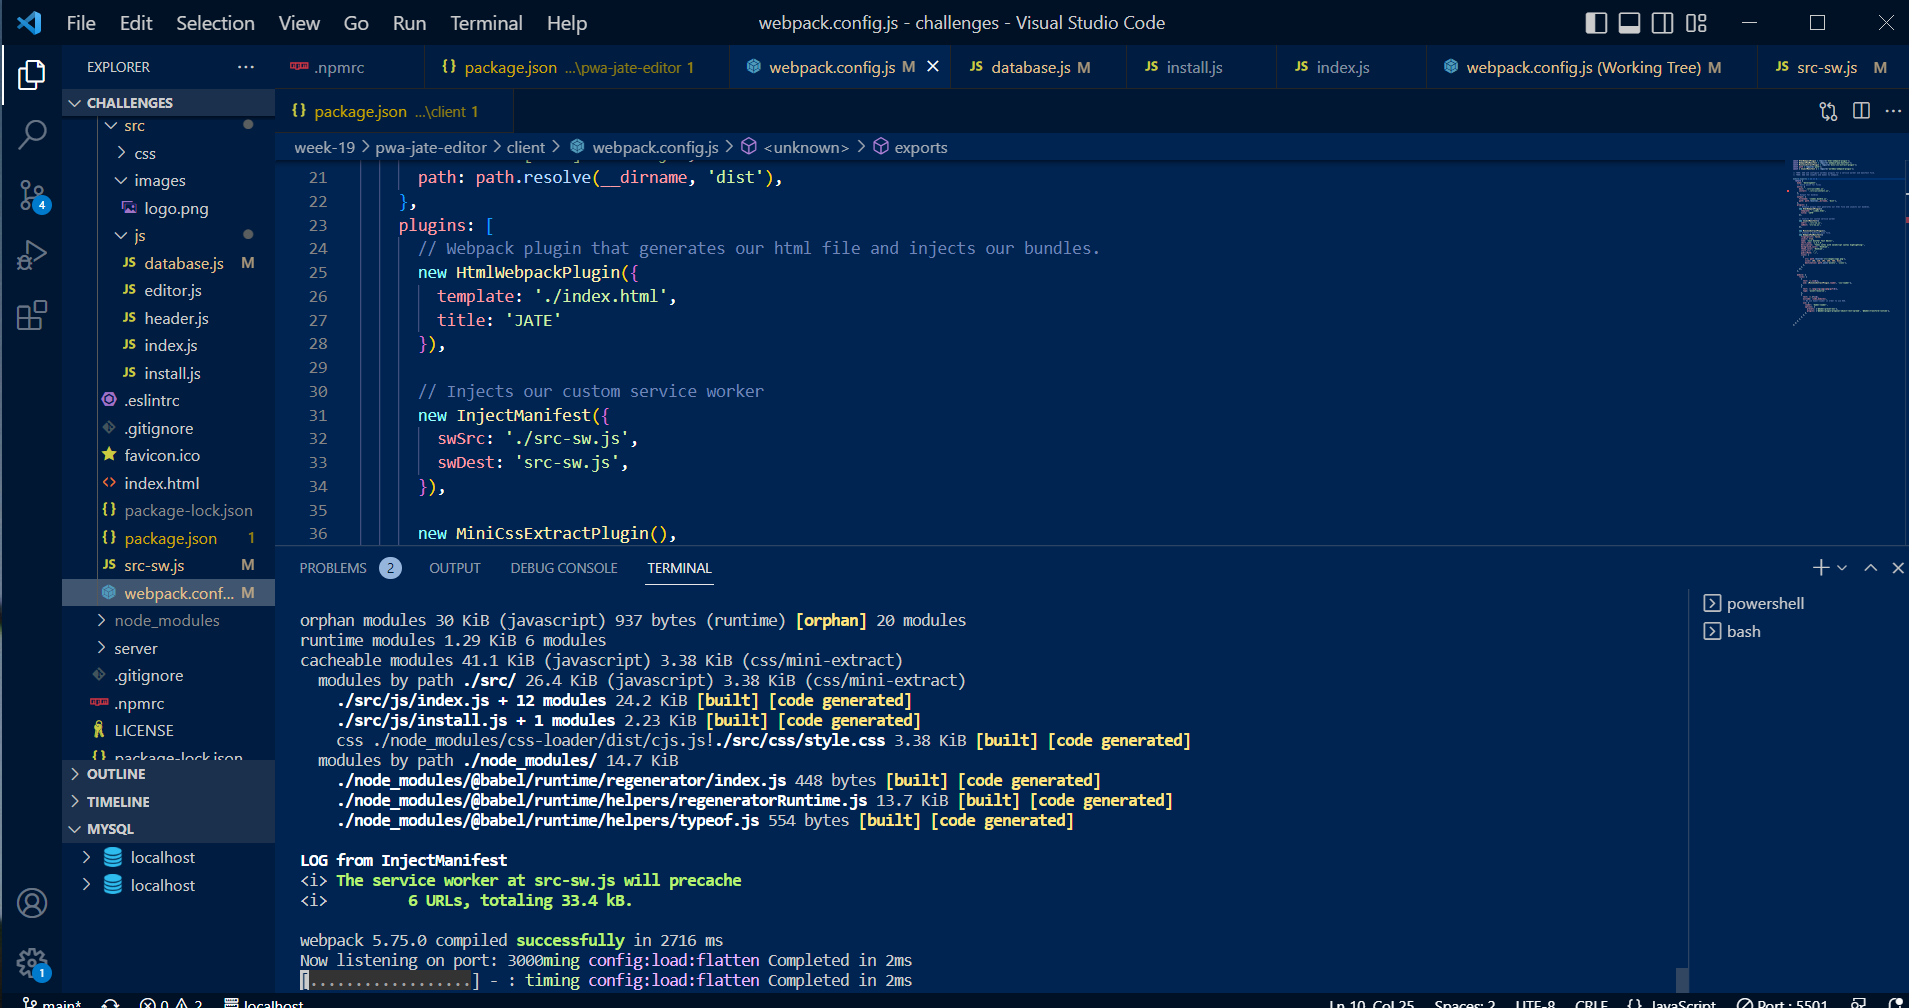 File Edit Selection View Go Run Terminal Help
webpack.config.js - challenges - Visual Studio Code
EXPLORER
.npmrc
package.json ...\pwa-jate-editor 1
webpack.config.js M
database.js M
install.js
index.js
webpack.config.js (Working Tree) M
src-sw.js M
package.json ...\client 1
week-19 > pwa-jate-editor > client > webpack.config.js > <unknown> > exports
CHALLENGES
src
css
images
logo.png
js
database.js M
editor.js
header.js
index.js
install.js
.eslintrc
.gitignore
favicon.ico
index.html
package-lock.json
package.json 1
src-sw.js M
webpack.conf... M
node_modules
server
.gitignore
.npmrc
LICENSE
package-lock.json
OUTLINE
TIMELINE
MYSQL
localhost
localhost
4
1
21 path: path.resolve(__dirname, 'dist'),
22 },
23 plugins: [
24 // Webpack plugin that generates our html file and injects our bundles.
25 new HtmlWebpackPlugin({
26 template: './index.html',
27 title: 'JATE'
28 }),
29
30 // Injects our custom service worker
31 new InjectManifest({
32 swSrc: './src-sw.js',
33 swDest: 'src-sw.js',
34 }),
35
36 new MiniCssExtractPlugin(),
PROBLEMS 2 OUTPUT DEBUG CONSOLE TERMINAL
powershell
bash
orphan modules 30 KiB (javascript) 937 bytes (runtime) [orphan] 20 modules
runtime modules 1.29 KiB 6 modules
cacheable modules 41.1 KiB (javascript) 3.38 KiB (css/mini-extract)
modules by path ./src/ 26.4 KiB (javascript) 3.38 KiB (css/mini-extract)
./src/js/index.js + 12 modules 24.2 KiB [built] [code generated]
./src/js/install.js + 1 modules 2.23 KiB [built] [code generated]
css ./node_modules/css-loader/dist/cjs.js!./src/css/style.css 3.38 KiB [built] [code generated]
modules by path ./node_modules/ 14.7 KiB
./node_modules/@babel/runtime/regenerator/index.js 448 bytes [built] [code generated]
./node_modules/@babel/runtime/helpers/regeneratorRuntime.js 13.7 KiB [built] [code generated]
./node_modules/@babel/runtime/helpers/typeof.js 554 bytes [built] [code generated]
LOG from InjectManifest
<i> The service worker at src-sw.js will precache
<i> 6 URLs, totaling 33.4 kB.
webpack 5.75.0 compiled successfully in 2716 ms
Now listening on port: 3000ming config:load:flatten Completed in 2ms
[..................] - : timing config:load:flatten Completed in 2ms
main* 0 2 localhost
Ln 10, Col 25 Spaces: 2 UTF-8 CRLF {} JavaScript Port : 5501